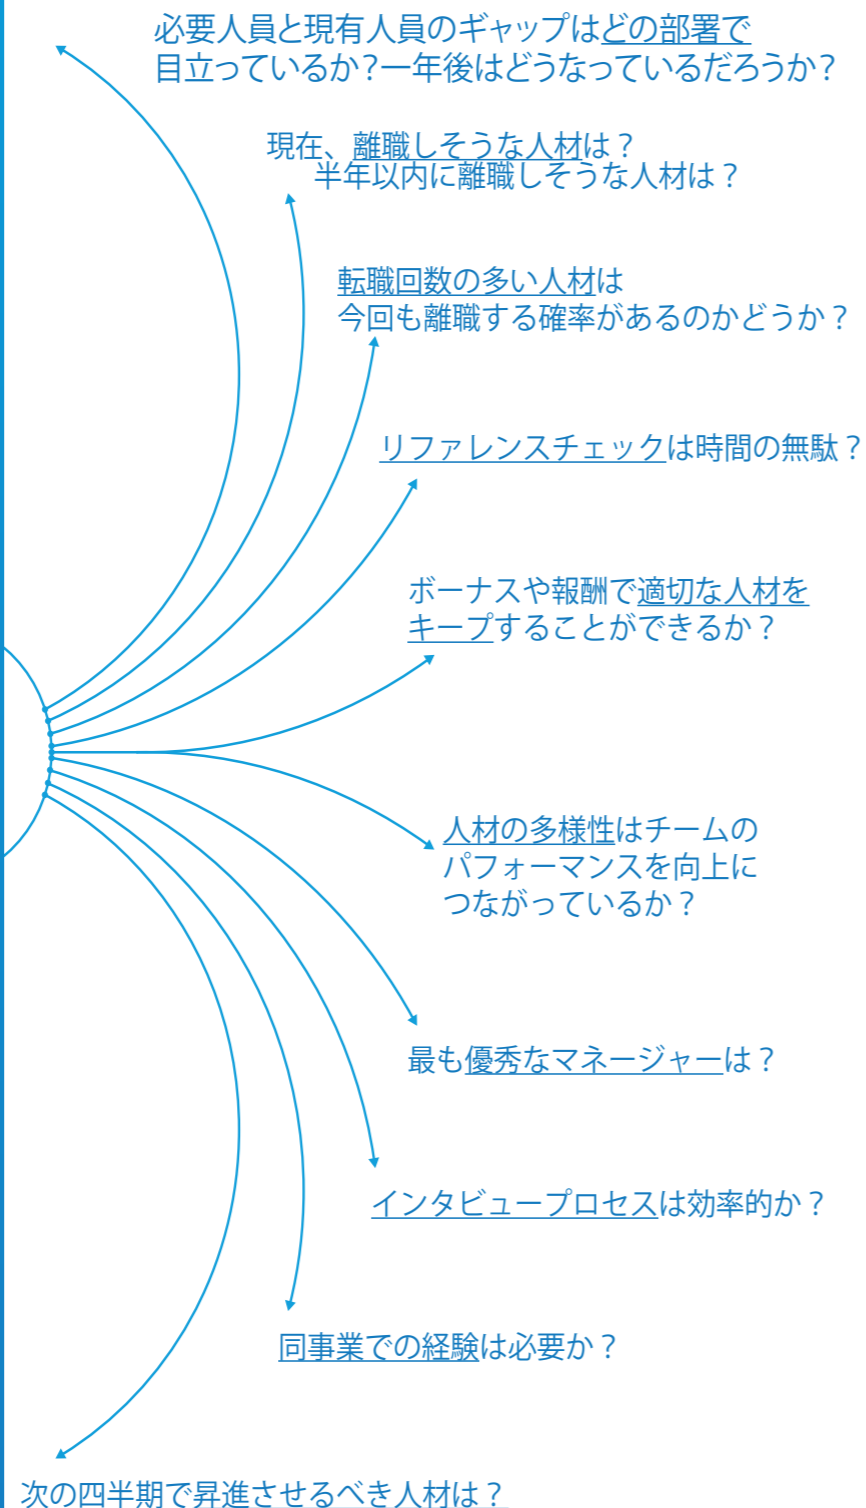 必要人員と現有人員のギャップはどの部署で
目立っているか？一年後はどうなっているだろうか？
現在、離職しそうな人材は？
半年以内に離職しそうな人材は？
転職回数の多い人材は
今回も離職する確率があるのかどうか？
リファレンスチェックは時間の無駄？
ボーナスや報酬で適切な人材を
キープすることができるか？
人材の多様性はチームの
パフォーマンスを向上に
つながっているか？
最も優秀なマネージャーは？
インタビュープロセスは効率的か？
同事業での経験は必要か？
次の四半期で昇進させるべき人材は？